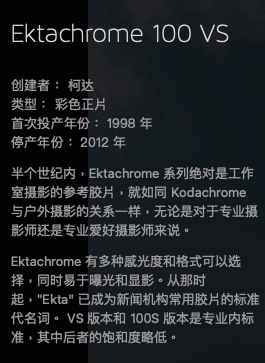 Ektachrome 100 VS
创建者： 柯达
类型： 彩色正片
首次投产年份： 1998 年
停产年份： 2012 年
半个世纪内，Ektachrome 系列绝对是工作
室摄影的参考胶片，就如同 Kodachrome
与户外摄影的关系一样，无论是对于专业摄
影师还是专业爱好摄影师来说。
Ektachrome 有多种感光度和格式可以选
择，同时易于曝光和显影。从那时
起，"Ekta" 已成为新闻机构常用胶片的标准
代名词。 VS 版本和 100S 版本是专业内标
准，其中后者的饱和度略低。